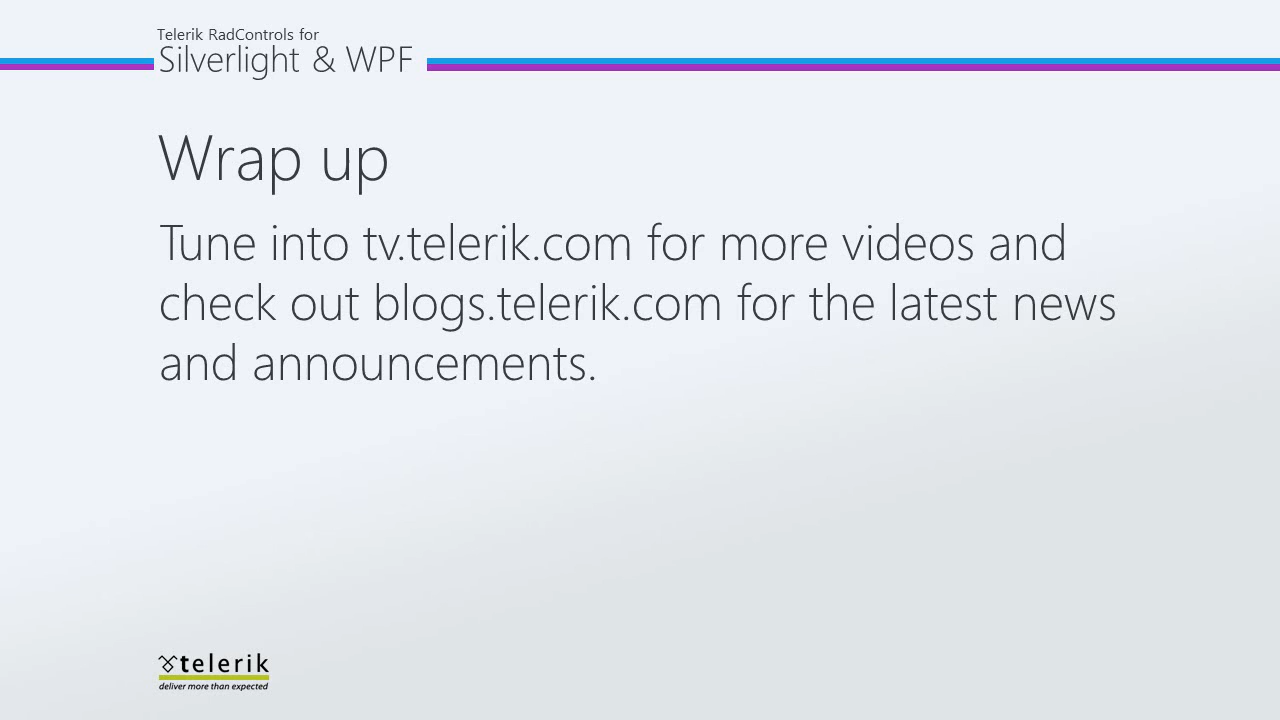 Telerik RadControls for
Silverlight & WPF
Wrap up
Tune into tv.telerik.com for more videos and
check out blogs.telerik.com for the latest news
and announcements.
telerik
deliver more than expected